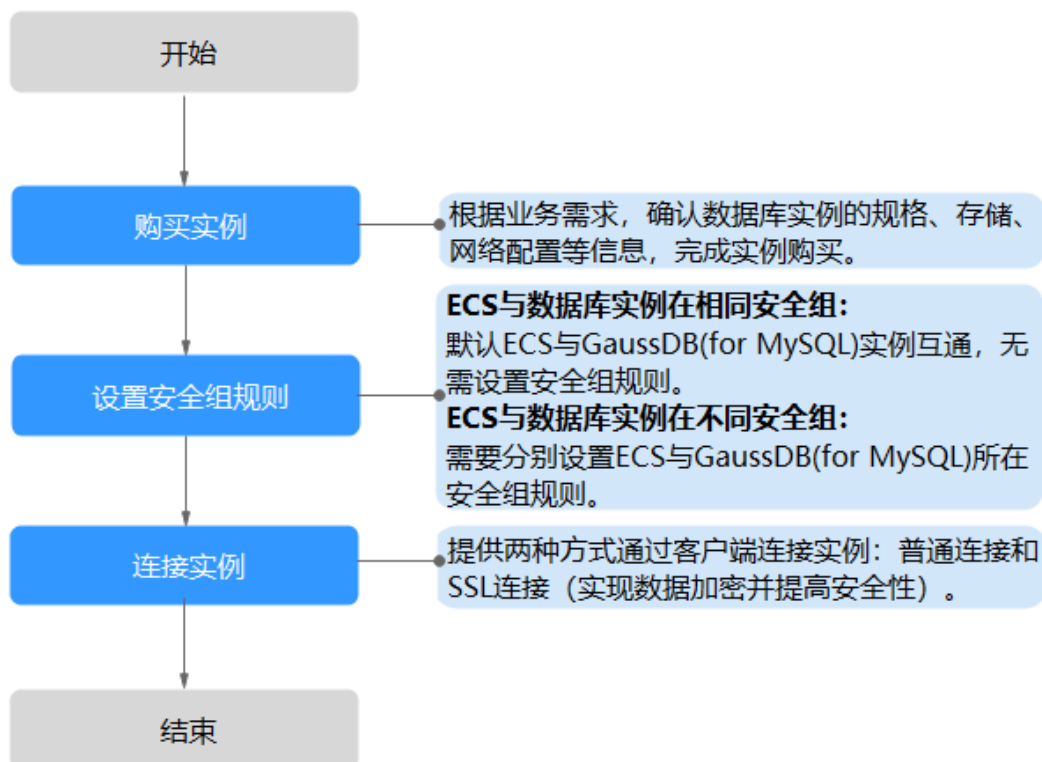 开始
购买实例
根据业务需求，确认数据库实例的规格、存储、
网络配置等信息，完成实例购买。
设置安全组规则
ECS与数据库实例在相同安全组：
默认ECS与GaussDB(for MySQL)实例互通，无
需设置安全组规则。
ECS与数据库实例在不同安全组：
需要分别设置ECS与GaussDB(for MySQL)所在
安全组规则。
连接实例
提供两种方式通过客户端连接实例：普通连接和
SSL连接（实现数据加密并提高安全性）。
结束